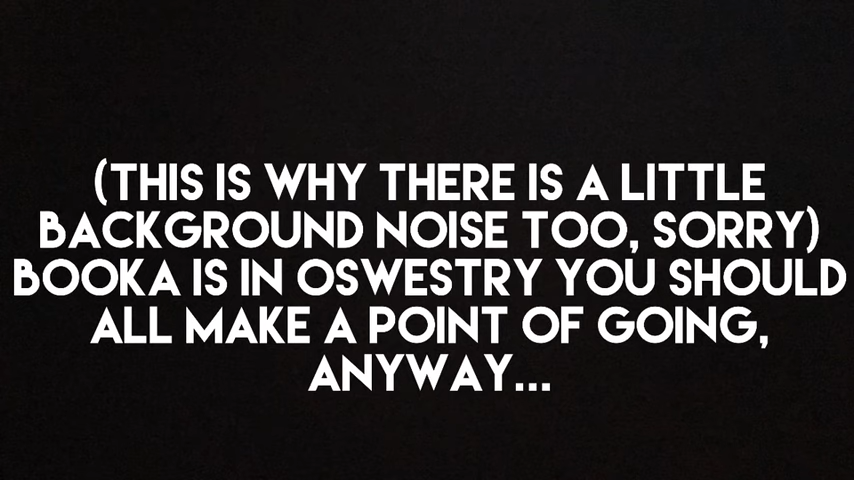 (THIS IS WHY THERE IS A LITTLE
BACKGROUND NOISE TOO, SORRY)
BOOKA IS IN OSWESTRY YOU SHOULD
ALL MAKE A POINT OF GOING,
ANYWAY...